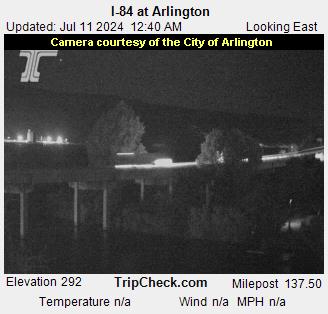 I-84 at Arlington
Updated: Jul 11 2024 12:40 AM Looking East
Camera courtesy of the City of Arlington
Elevation 292 TripCheck.com Milepost 137.50
Temperature n/a Wind n/a MPH n/a